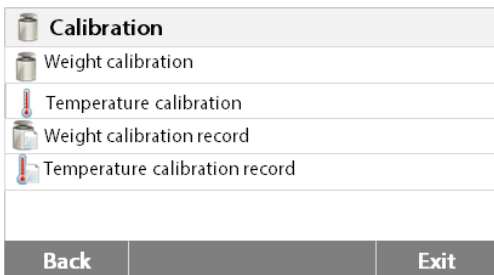 Calibration
Weight calibration
Temperature calibration
Weight calibration record
Temperature calibration record
Back Exit